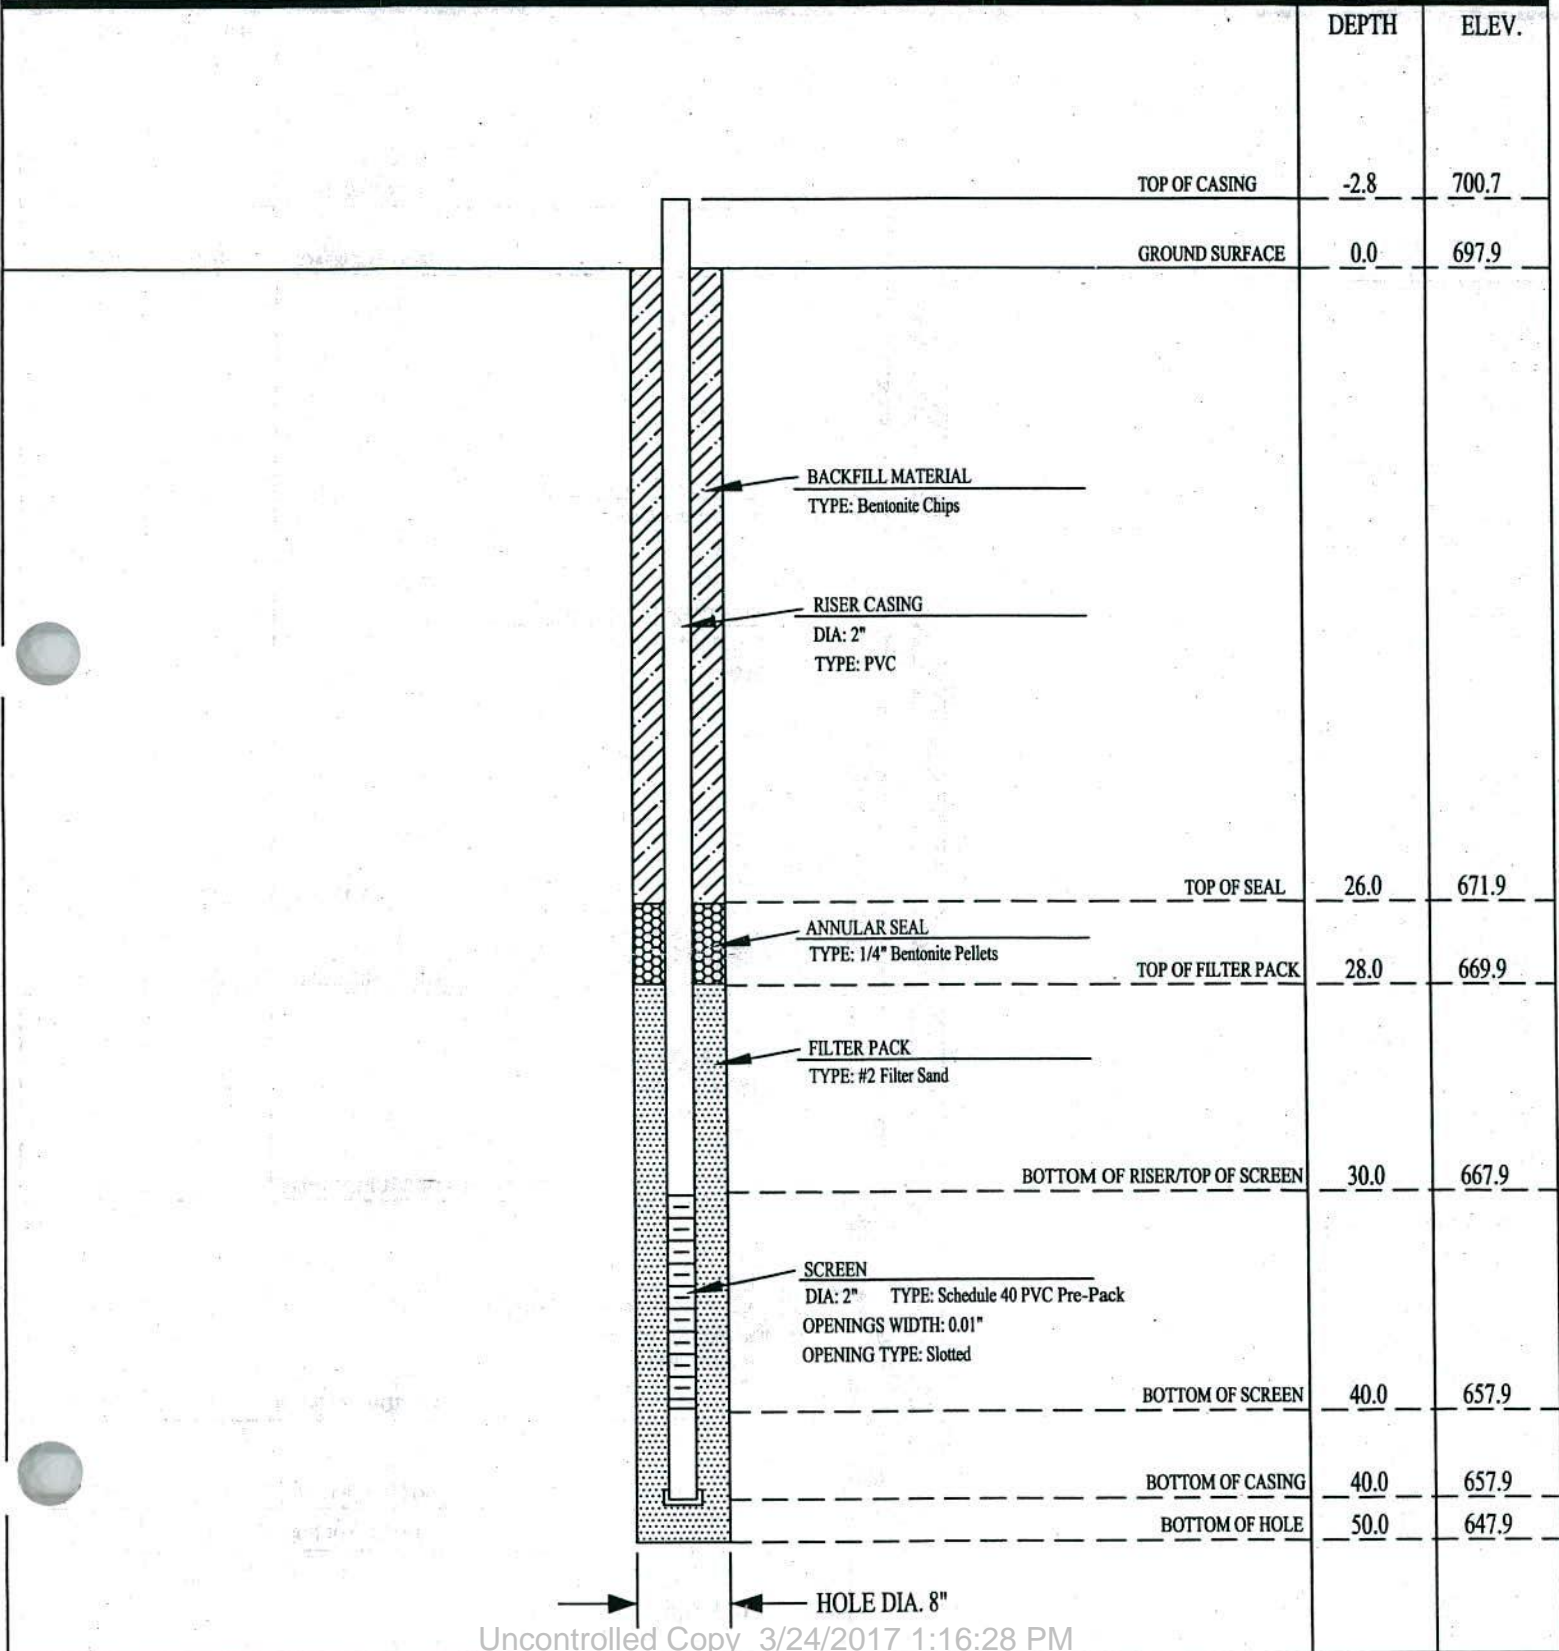 DEPTH ELEV.
TOP OF CASING -2.8 700.7
GROUND SURFACE 0.0 697.9
BACKFILL MATERIAL
TYPE: Bentonite Chips
RISER CASING
DIA: 2"
TYPE: PVC
TOP OF SEAL 26.0 671.9
ANNULAR SEAL
TYPE: 1/4" Bentonite Pellets
TOP OF FILTER PACK 28.0 669.9
FILTER PACK
TYPE: #2 Filter Sand
BOTTOM OF RISER/TOP OF SCREEN 30.0 667.9
SCREEN
DIA: 2" TYPE: Schedule 40 PVC Pre-Pack
OPENINGS WIDTH: 0.01"
OPENING TYPE: Slotted
BOTTOM OF SCREEN 40.0 657.9
BOTTOM OF CASING 40.0 657.9
BOTTOM OF HOLE 50.0 647.9
HOLE DIA. 8"
Uncontrolled Copy 3/24/2017 1:16:28 PM